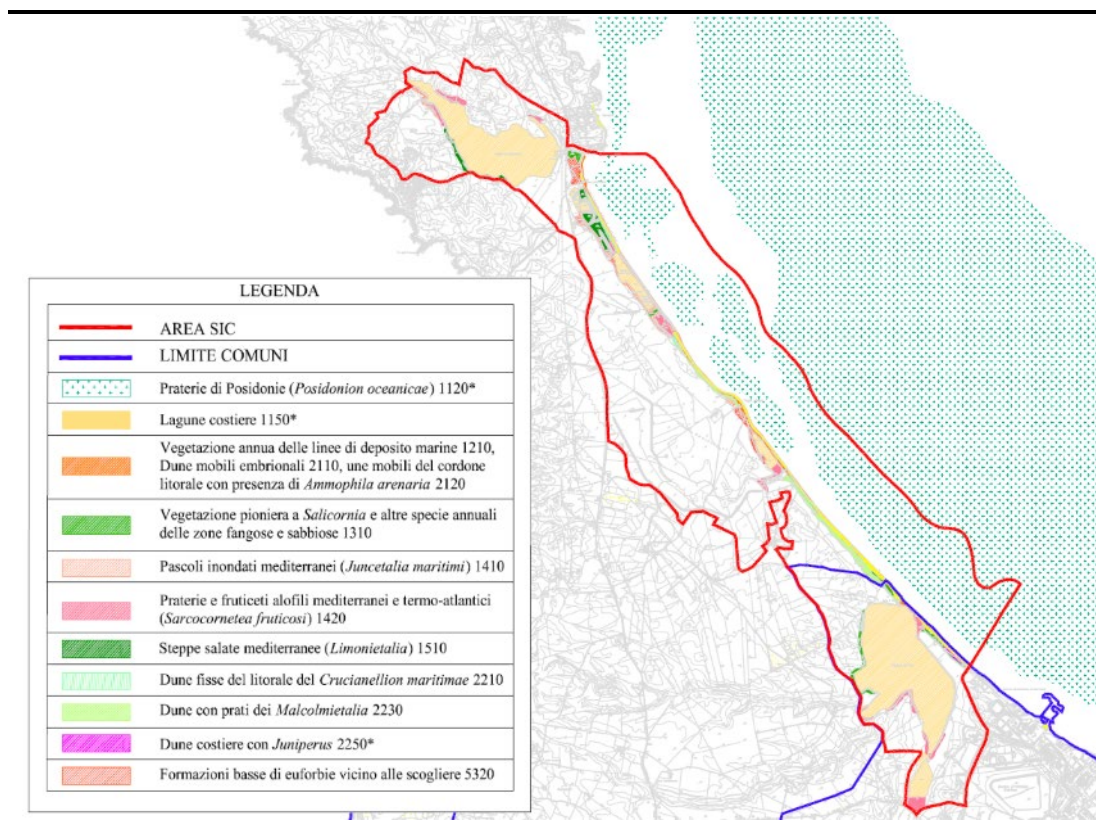 LEGENDA
AREA SIC
LIMITE COMUNI
Praterie di Posidonie (Posidonion oceanicae) 1120*
Lagune costiere 1150*
Vegetazione annua delle linee di deposito marine 1210,
Dune mobili embrionali 2110, une mobili del cordone
litorale con presenza di Ammophila arenaria 2120
Vegetazione pioniera a Salicornia e altre specie annuali
delle zone fangose e sabbiose 1310
Pascoli inondati mediterranei (Juncetalia maritimi) 1410
Praterie e fruticeti alofili mediterranei e termo-atlantici
(Sarcocornetea fruticosi) 1420
Steppe salate mediterranee (Limonietalia) 1510
Dune fisse del litorale del Crucianellion maritimae 2210
Dune con prati dei Malcolmietalia 2230
Dune costiere con Juniperus 2250*
Formazioni basse di euforbie vicino alle scogliere 5320